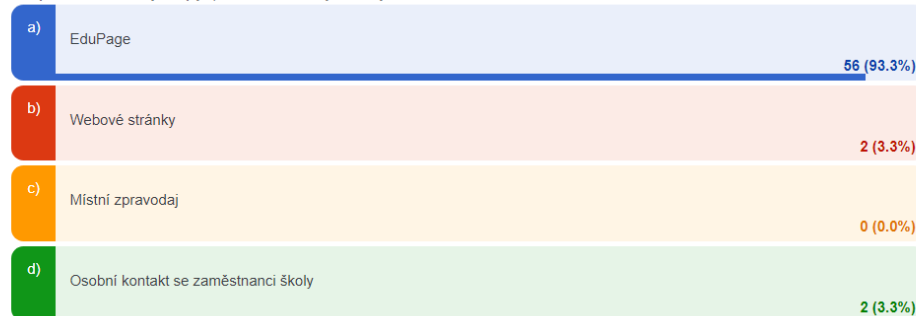 a)
EduPage
56 (93.3%)
b)
Webové stránky
2 (3.3%)
c)
Místní zpravodaj
0 (0.0%)
d)
Osobní kontakt se zaměstnanci školy
2 (3.3%)